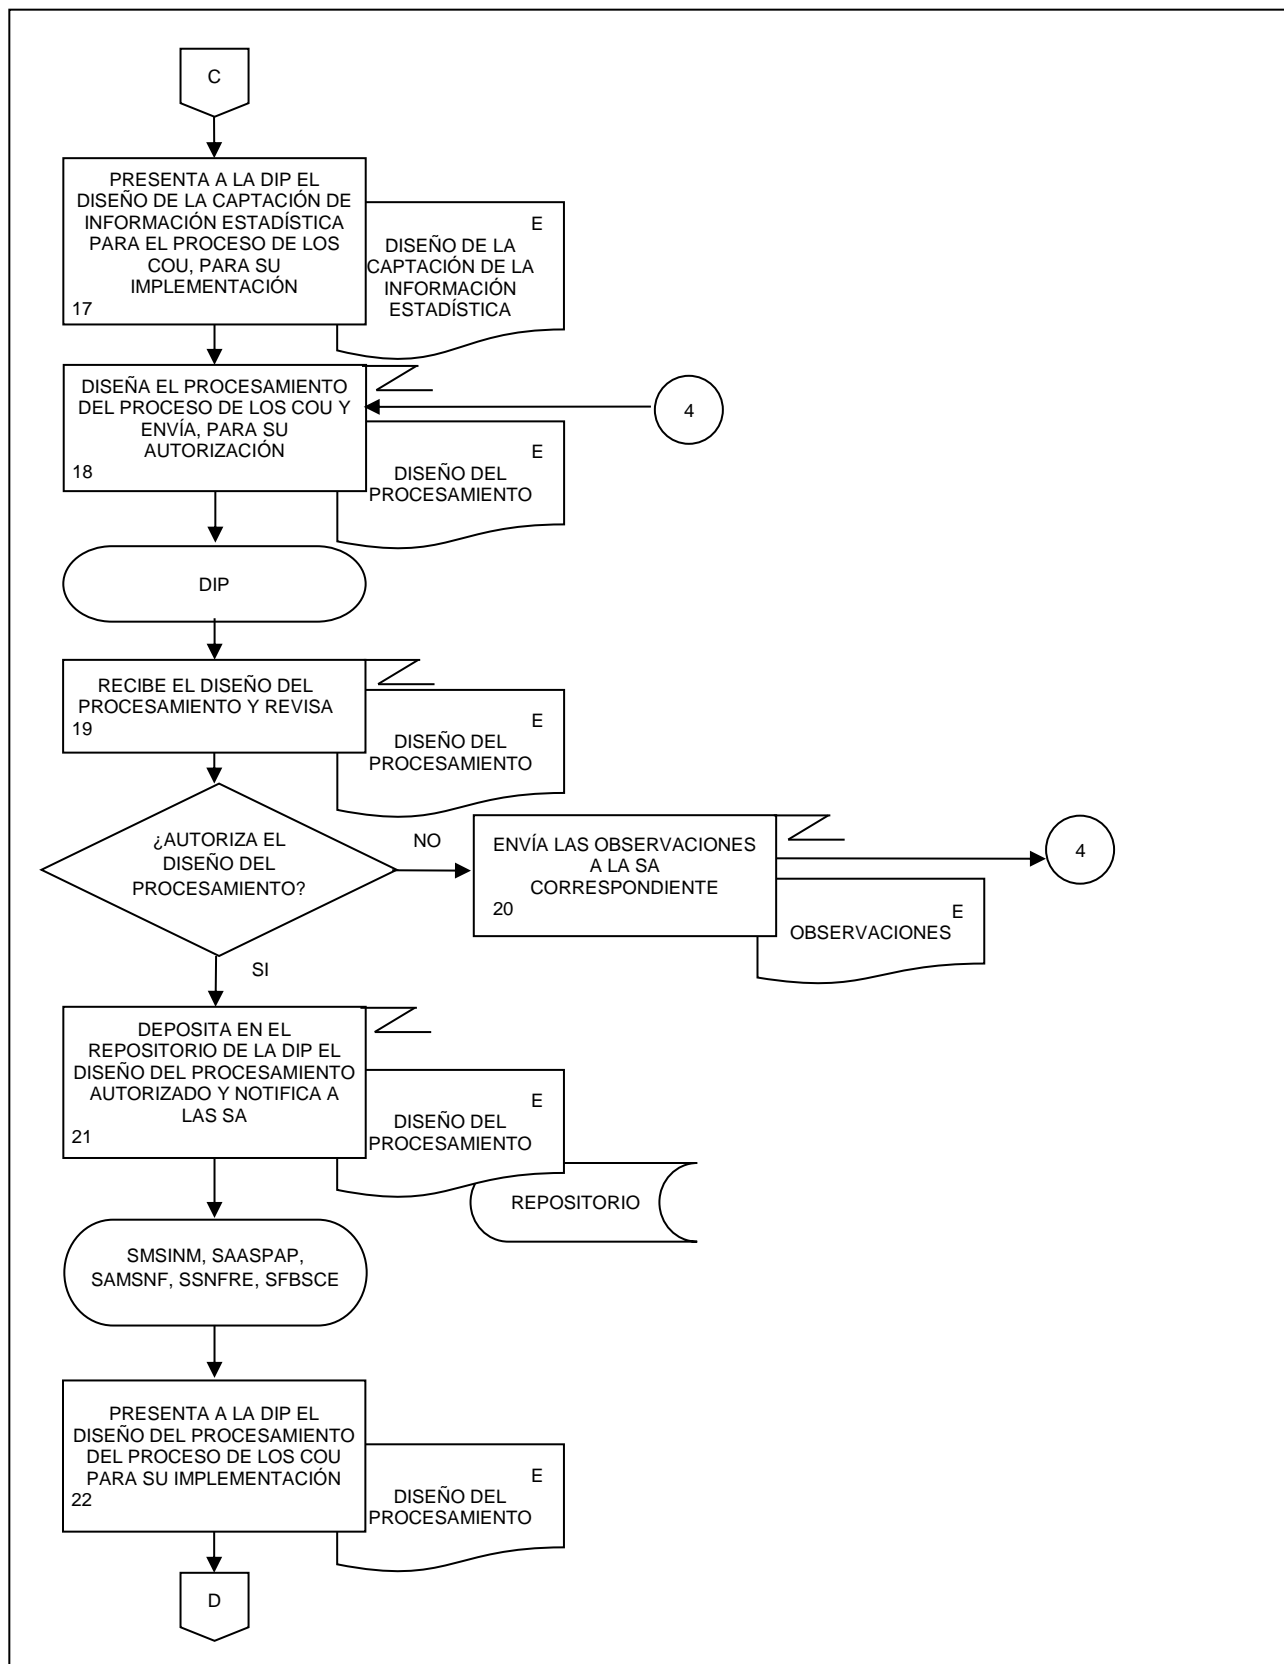 C
PRESENTA A LA DIP EL
DISEÑO DE LA CAPTACIÓN DE
INFORMACIÓN ESTADÍSTICA
PARA EL PROCESO DE LOS
COU, PARA SU
IMPLEMENTACIÓN
17
E
DISEÑO DE LA
CAPTACIÓN DE LA
INFORMACIÓN
ESTADÍSTICA
DISEÑA EL PROCESAMIENTO
DEL PROCESO DE LOS COU Y
ENVÍA, PARA SU
AUTORIZACIÓN
18
4
E
DISEÑO DEL
PROCESAMIENTO
DIP
RECIBE EL DISEÑO DEL
PROCESAMIENTO Y REVISA
19
E
DISEÑO DEL
PROCESAMIENTO
¿AUTORIZA EL
DISEÑO DEL
PROCESAMIENTO?
NO
ENVÍA LAS OBSERVACIONES
A LA SA
CORRESPONDIENTE
20
4
E
OBSERVACIONES
SI
DEPOSITA EN EL
REPOSITORIO DE LA DIP EL
DISEÑO DEL PROCESAMIENTO
AUTORIZADO Y NOTIFICA A
LAS SA
21
E
DISEÑO DEL
PROCESAMIENTO
REPOSITORIO
SMSINM, SAASPAP,
SAMSNF, SSNFRE, SFBSCE
PRESENTA A LA DIP EL
DISEÑO DEL PROCESAMIENTO
DEL PROCESO DE LOS COU
PARA SU IMPLEMENTACIÓN
22
E
DISEÑO DEL
PROCESAMIENTO
D